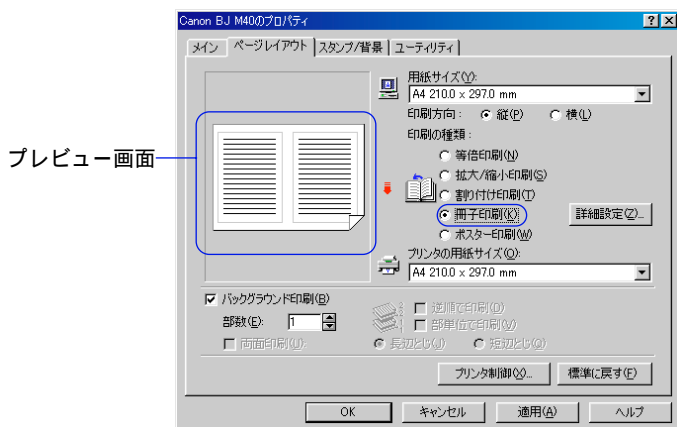 Canon BJ M40のプロパティ
メイン ページレイアウト スタンプ/背景 ユーティリティ
用紙サイズ(Y):
A4 210.0 x 297.0 mm
印刷方向: 縦(P) 横(L)
印刷の種類:
等倍印刷(N)
プレビュー画面
拡大/縮小印刷(S)
割り付け印刷(T)
冊子印刷(K) 詳細設定(Z)...
ポスター印刷(W)
プリンタの用紙サイズ(O):
A4 210.0 x 297.0 mm
バックグラウンド印刷(B)
逆順で印刷(O)
部数(E): 1
部単位で印刷(V)
両面印刷(U): 長辺とじ(J) 短辺とじ(Q)
プリンタ制御(X)... 標準に戻す(F)
OK キャンセル 適用(A) ヘルプ